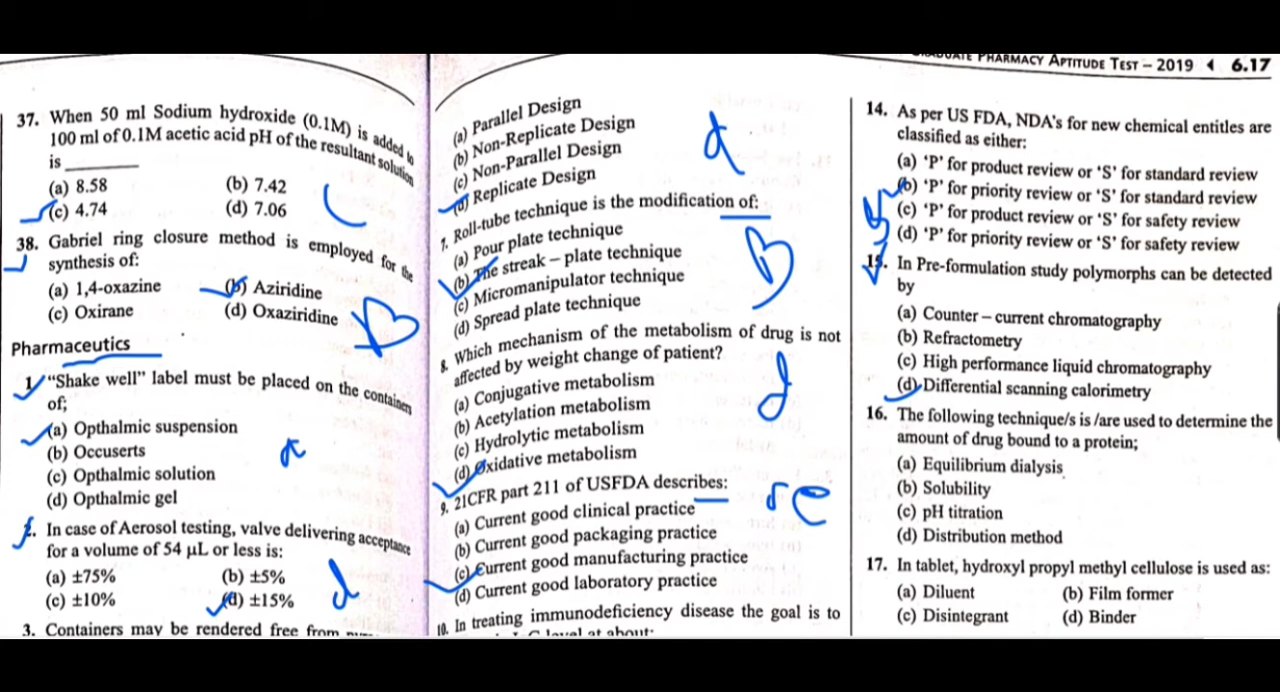 37. When 50 ml Sodium hydroxide (0.1M) is added to
100 ml of 0.1M acetic acid pH of the resultant solution
is ________
(a) 8.58 (b) 7.42
(c) 4.74 (d) 7.06
38. Gabriel ring closure method is employed for the
synthesis of:
(a) 1,4-oxazine (b) Aziridine
(c) Oxirane (d) Oxaziridine
B
Pharmaceutics
1. “Shake well” label must be placed on the containers
of;
(a) Opthalmic suspension
(b) Occuserts
(c) Opthalmic solution
(d) Opthalmic gel
a
2. In case of Aerosol testing, valve delivering acceptance
for a volume of 54 μL or less is:
(a) ±75% (b) ±5%
(c) ±10% (d) ±15%
d
3. Containers may be rendered free from
(a) Parallel Design
(b) Non-Replicate Design
(c) Non-Parallel Design
(d) Replicate Design
d
7. Roll-tube technique is the modification of:
(a) Pour plate technique
(b) The streak – plate technique
(c) Micromanipulator technique
(d) Spread plate technique
B
8. Which mechanism of the metabolism of drug is not
affected by weight change of patient?
(a) Conjugative metabolism
(b) Acetylation metabolism
(c) Hydrolytic metabolism
(d) Oxidative metabolism
d
9. 21CFR part 211 of USFDA describes:
(a) Current good clinical practice
(b) Current good packaging practice
(c) Current good manufacturing practice
(d) Current good laboratory practice
10. In treating immunodeficiency disease the goal is to
level at about:
GRADUATE PHARMACY APTITUDE TEST – 2019 ◄ 6.17
14. As per US FDA, NDA's for new chemical entities are
classified as either:
(a) ‘P’ for product review or ‘S’ for standard review
(b) ‘P’ for priority review or ‘S’ for standard review
(c) ‘P’ for product review or ‘S’ for safety review
(d) ‘P’ for priority review or ‘S’ for safety review
15. In Pre-formulation study polymorphs can be detected
by
(a) Counter – current chromatography
(b) Refractometry
(c) High performance liquid chromatography
(d) Differential scanning calorimetry
16. The following technique/s is /are used to determine the
amount of drug bound to a protein;
(a) Equilibrium dialysis
(b) Solubility
(c) pH titration
(d) Distribution method
17. In tablet, hydroxyl propyl methyl cellulose is used as:
(a) Diluent (b) Film former
(c) Disintegrant (d) Binder